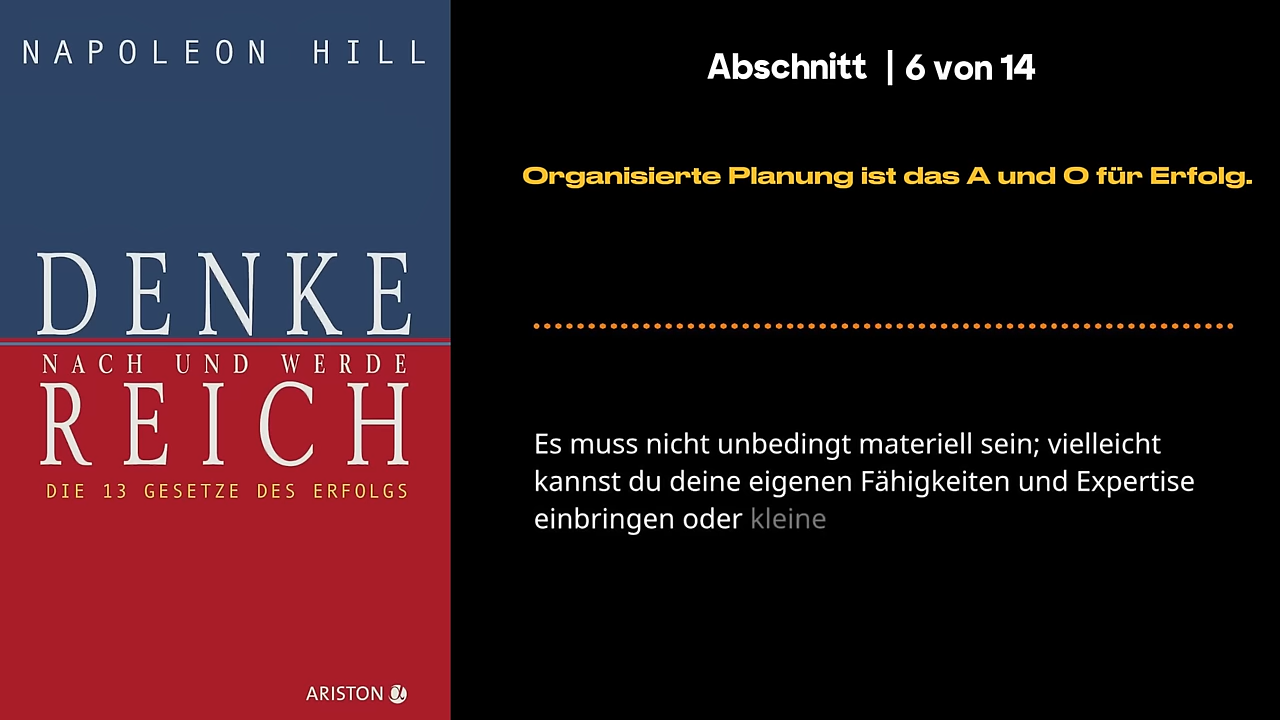 NAPOLEON HILL
DENKE
NACH UND WERDE
REICH
DIE 13 GESETZE DES ERFOLGS
ARISTON
Abschnitt | 6 von 14
Organisierte Planung ist das A und O für Erfolg.
Es muss nicht unbedingt materiell sein; vielleicht
kannst du deine eigenen Fähigkeiten und Expertise
einbringen oder kleine